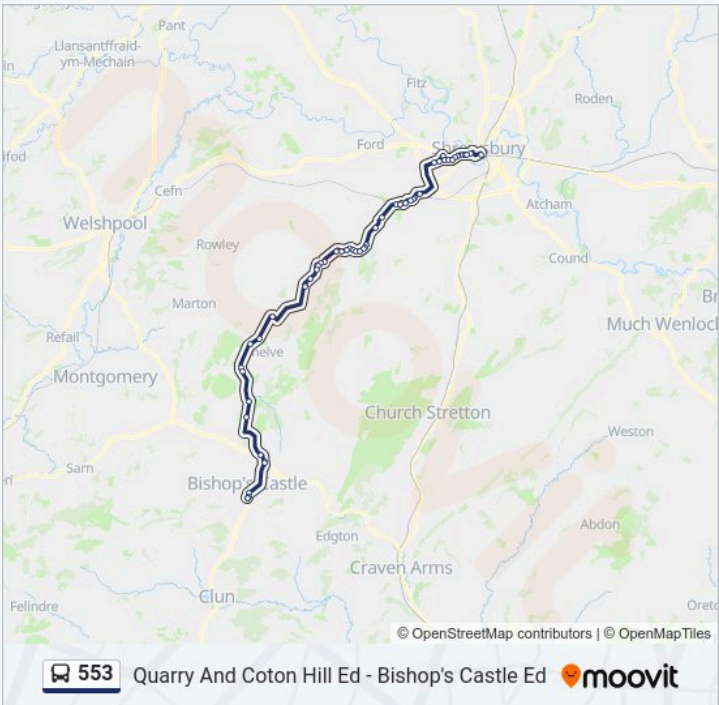 Pant
Llansantffraid-
ym-Mechain
Fitz
Roden
Ford
Shrewsbury
Cefn
Atcham
Welshpool
Rowley
Count
Marton
Much Wenloc
Refail
Montgomery
Church Stretton
Weston
Sarn
Bishop's Castle
Abdon
Edgton
Craven Arms
Clun
Felindre
© OpenStreetMap contributors | © OpenMapTiles
553 Quarry And Coton Hill Ed - Bishop's Castle Ed moovit